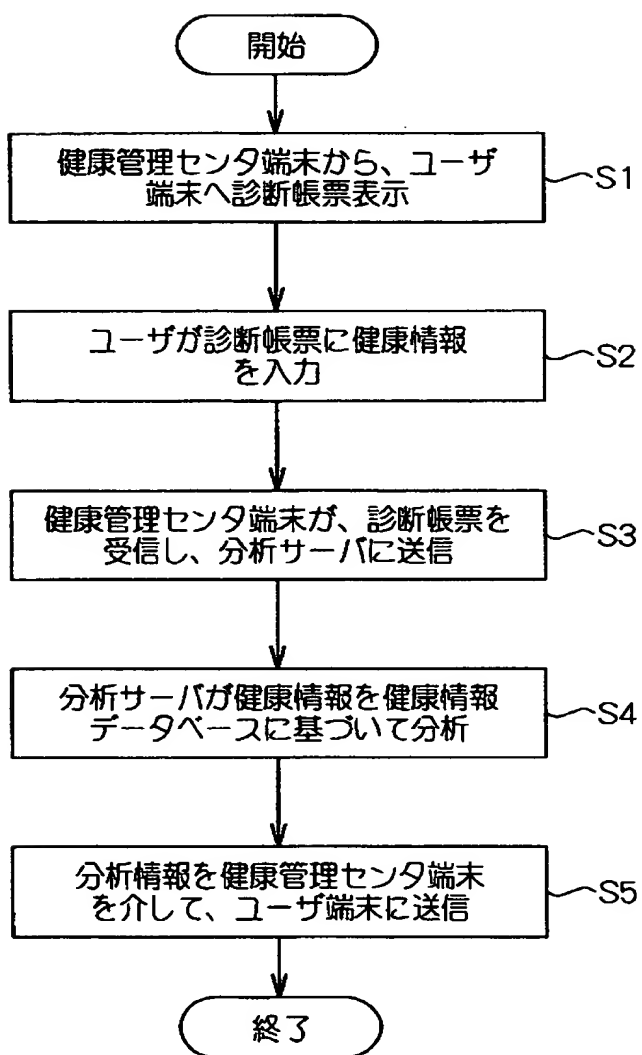 開始
健康管理センタ端末から、ユーザ
端末へ診断帳票表示
S1
ユーザが診断帳票に健康情報
を入力
S2
健康管理センタ端末が、診断帳票を
受信し、分析サーバに送信
S3
分析サーバが健康情報を健康情報
データベースに基づいて分析
S4
分析情報を健康管理センタ端末
を介して、ユーザ端末に送信
S5
終了